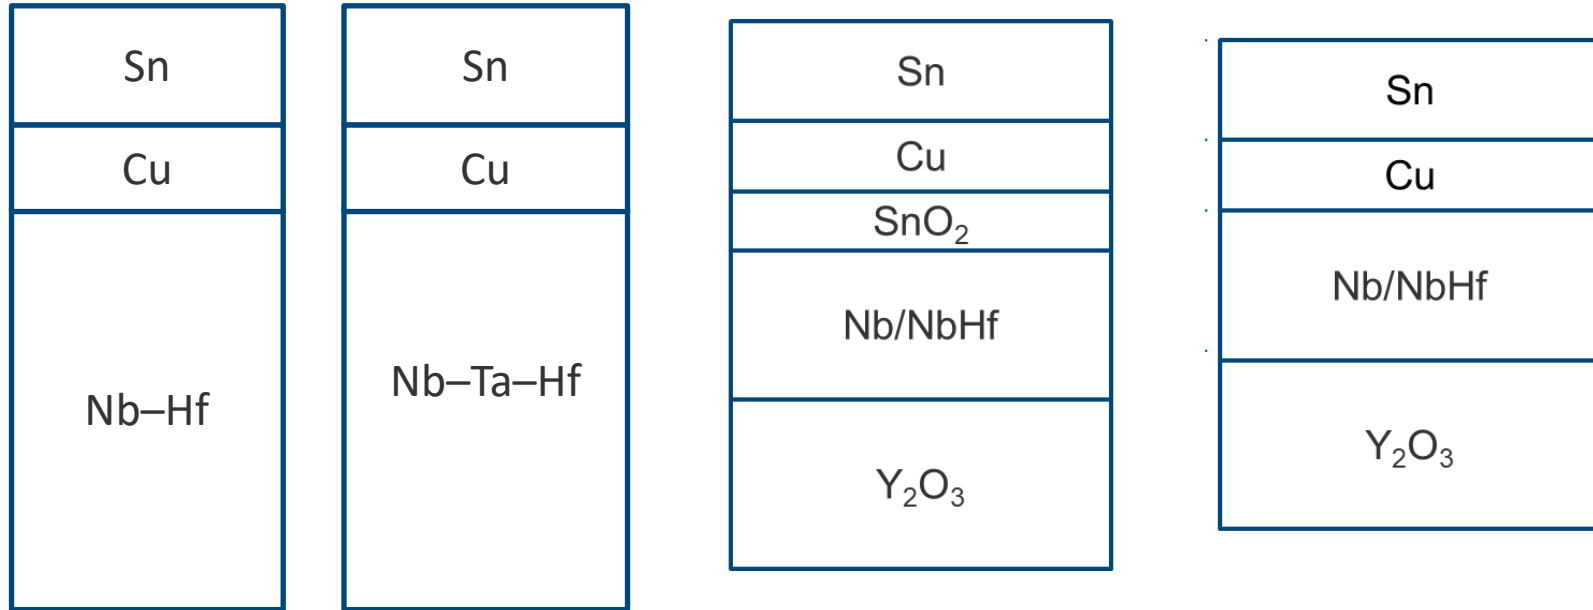 Sn
Cu
Nb–Hf
Sn
Cu
Nb–Ta–Hf
Sn
Cu
SnO₂
Nb/NbHf
Y₂O₃
Sn
Cu
Nb/NbHf
Y₂O₃